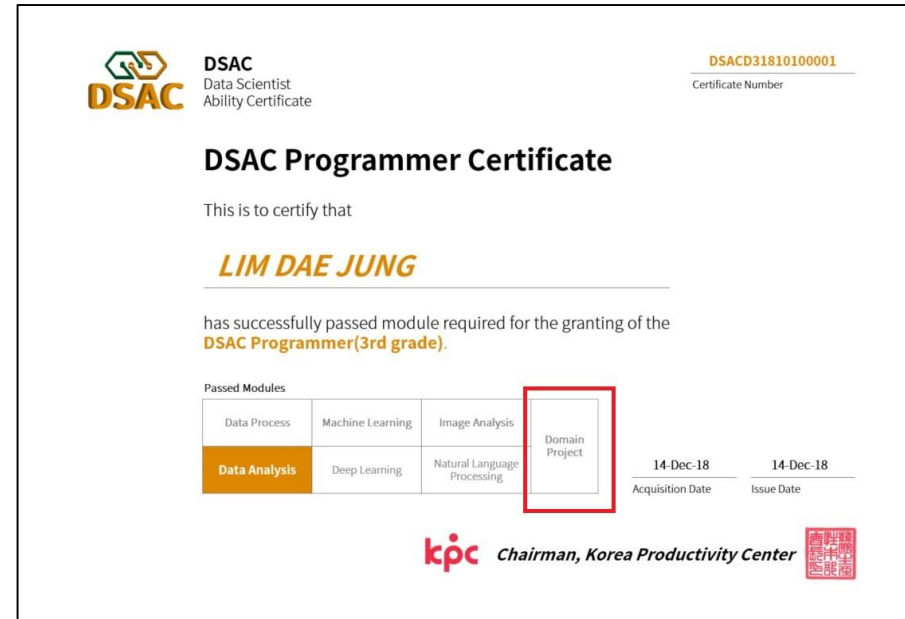 DSAC
DSAC
Data Scientist
Ability Certificate
DSACD31810100001
Certificate Number
DSAC Programmer Certificate
This is to certify that
LIM DAE JUNG
has successfully passed module required for the granting of the
DSAC Programmer(3rd grade).
Passed Modules
Data Process
Machine Learning
Image Analysis
Domain
Project
Data Analysis
Deep Learning
Natural Language
Processing
14-Dec-18
Acquisition Date
14-Dec-18
Issue Date
kpc
Chairman, Korea Productivity Center